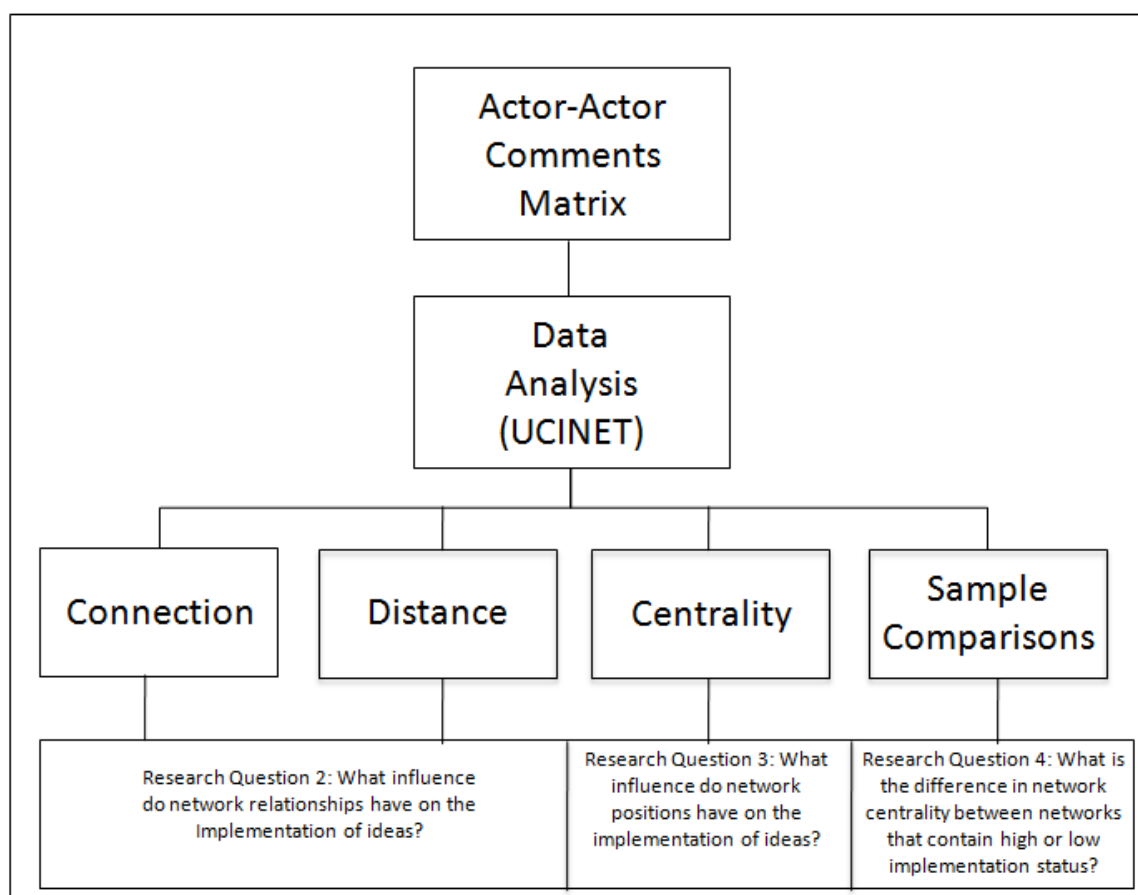 Actor-Actor
Comments
Matrix
Data
Analysis
(UCINET)
Connection
Distance
Centrality
Sample
Comparisons
Research Question 2: What influence
do network relationships have on the
Implementation of ideas?
Research Question 3: What
influence do network
positions have on the
implementation of ideas?
Research Question 4: What is
the difference in network
centrality between networks
that contain high or low
implementation status?